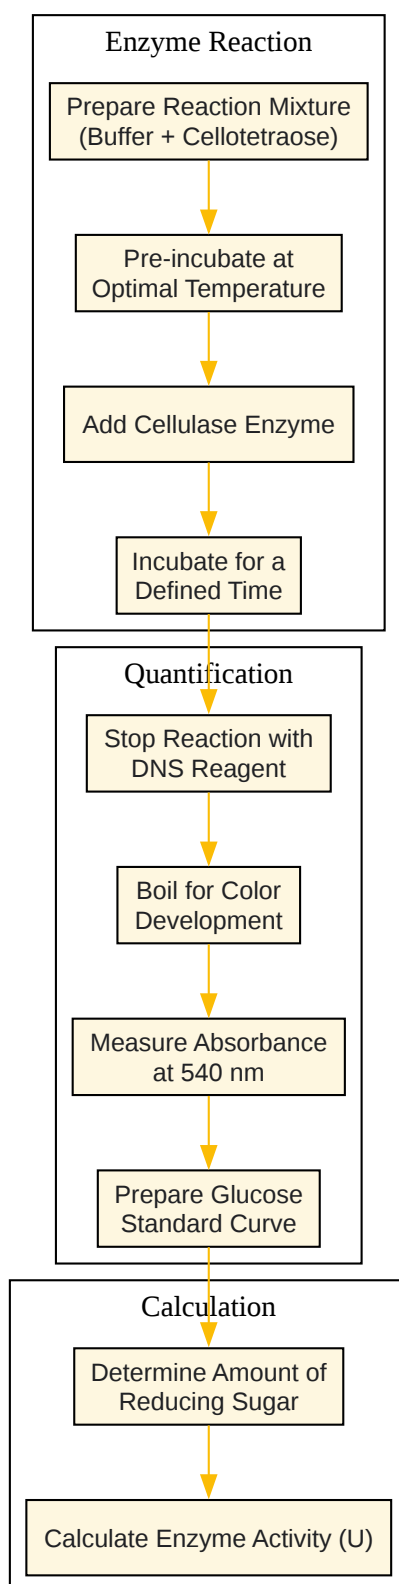 Enzyme Reaction
Prepare Reaction Mixture
(Buffer + Cellotetraose)
Pre-incubate at
Optimal Temperature
Add Cellulase Enzyme
Incubate for a
Defined Time
Quantification
Stop Reaction with
DNS Reagent
Boil for Color
Development
Measure Absorbance
at 540 nm
Prepare Glucose
Standard Curve
Calculation
Determine Amount of
Reducing Sugar
Calculate Enzyme Activity (U)